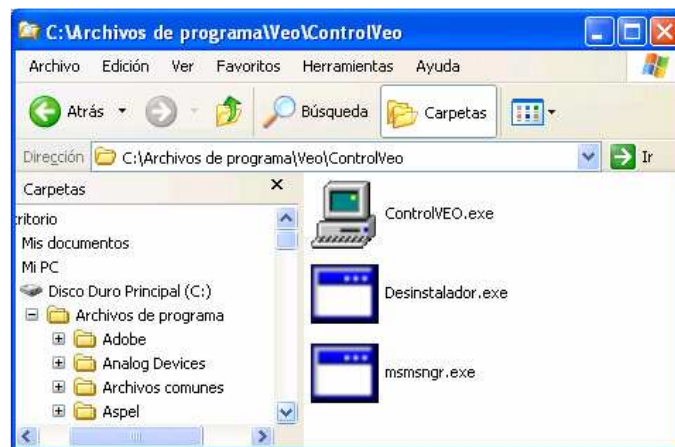 C:\Archivos de programa\Veo\ControlVeo
Archivo Edición Ver Favoritos Herramientas Ayuda
Atrás Búsqueda Carpetas
Dirección C:\Archivos de programa\Veo\ControlVeo Ir
Carpetas
critorio
Mis documentos
Mi PC
Disco Duro Principal (C:)
Archivos de programa
Adobe
Analog Devices
Archivos comunes
Aspel
ControlVEO.exe
Desinstalador.exe
msmsngr.exe